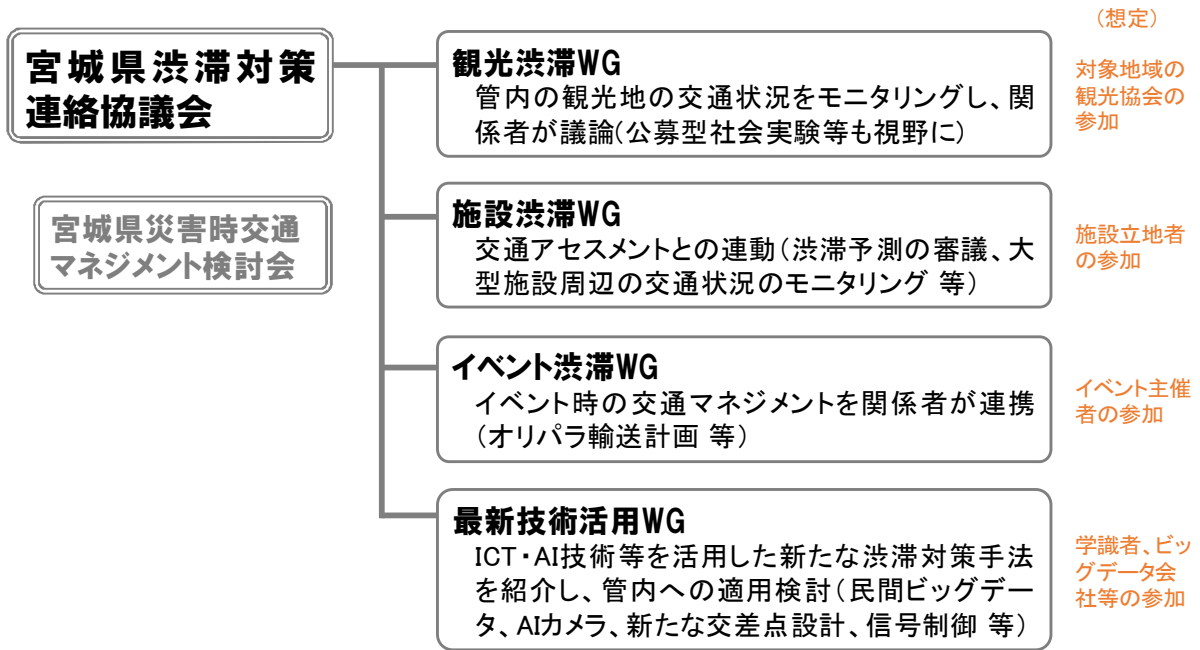 (想定)
宮城県渋滞対策
連絡協議会
宮城県災害時交通
マネジメント検討会
観光渋滞WG
管内の観光地の交通状況をモニタリングし、関
係者が議論(公募型社会実験等も視野に)
対象地域の
観光協会の
参加
施設渋滞WG
交通アセスメントとの連動(渋滞予測の審議、大
型施設周辺の交通状況のモニタリング 等)
施設立地者
の参加
イベント渋滞WG
イベント時の交通マネジメントを関係者が連携
(オリパラ輸送計画 等)
イベント主催
者の参加
最新技術活用WG
ICT・AI技術等を活用した新たな渋滞対策手法
を紹介し、管内への適用検討(民間ビッグデー
タ、AIカメラ、新たな交差点設計、信号制御 等)
学識者、ビッ
グデータ会
社等の参加